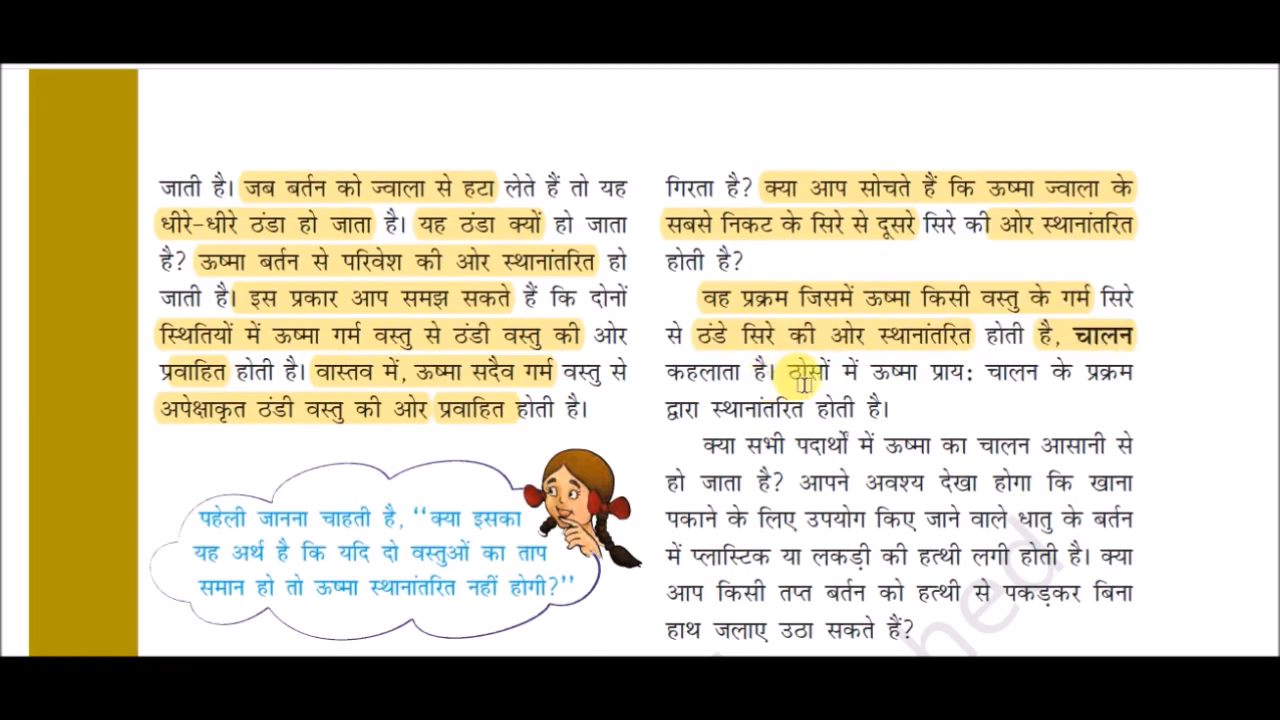 जाती है। जब बर्तन को ज्वाला से हटा लेते हैं तो यह
धीरे-धीरे ठंडा हो जाता है। यह ठंडा क्यों हो जाता
है? ऊष्मा बर्तन से परिवेश की ओर स्थानांतरित हो
जाती है। इस प्रकार आप समझ सकते हैं कि दोनों
स्थितियों में ऊष्मा गर्म वस्तु से ठंडी वस्तु की ओर
प्रवाहित होती है। वास्तव में, ऊष्मा सदैव गर्म वस्तु से
अपेक्षाकृत ठंडी वस्तु की ओर प्रवाहित होती है।
पहेली जानना चाहती है, “क्या इसका
यह अर्थ है कि यदि दो वस्तुओं का ताप
समान हो तो ऊष्मा स्थानांतरित नहीं होगी?”
गिरता है? क्या आप सोचते हैं कि ऊष्मा ज्वाला के
सबसे निकट के सिरे से दूसरे सिरे की ओर स्थानांतरित
होती है?
वह प्रक्रम जिसमें ऊष्मा किसी वस्तु के गर्म सिरे
से ठंडे सिरे की ओर स्थानांतरित होती है, चालन
कहलाता है। ठोसों में ऊष्मा प्राय: चालन के प्रक्रम
द्वारा स्थानांतरित होती है।
क्या सभी पदार्थों में ऊष्मा का चालन आसानी से
हो जाता है? आपने अवश्य देखा होगा कि खाना
पकाने के लिए उपयोग किए जाने वाले धातु के बर्तन
में प्लास्टिक या लकड़ी की हत्थी लगी होती है। क्या
आप किसी तप्त बर्तन को हत्थी से पकड़कर बिना
हाथ जलाए उठा सकते हैं?